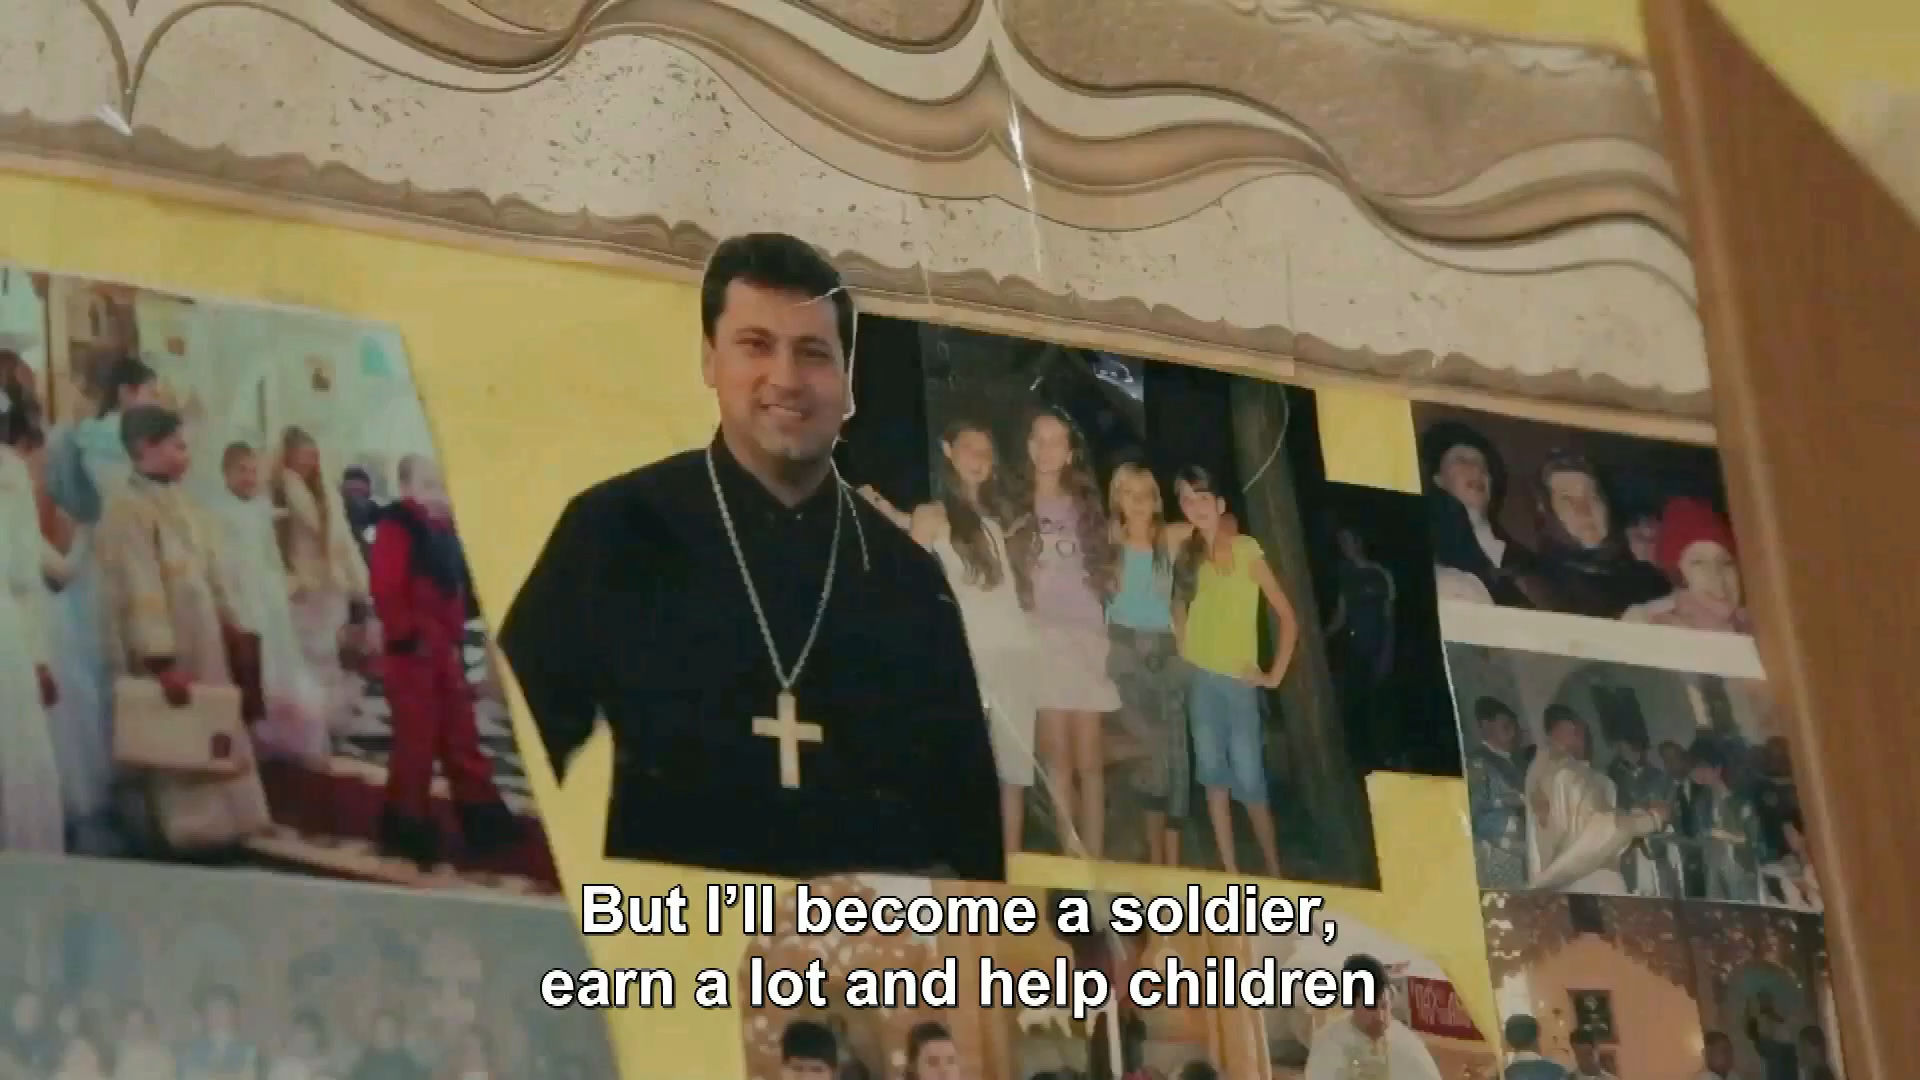 But I’ll become a soldier,
earn a lot and help children